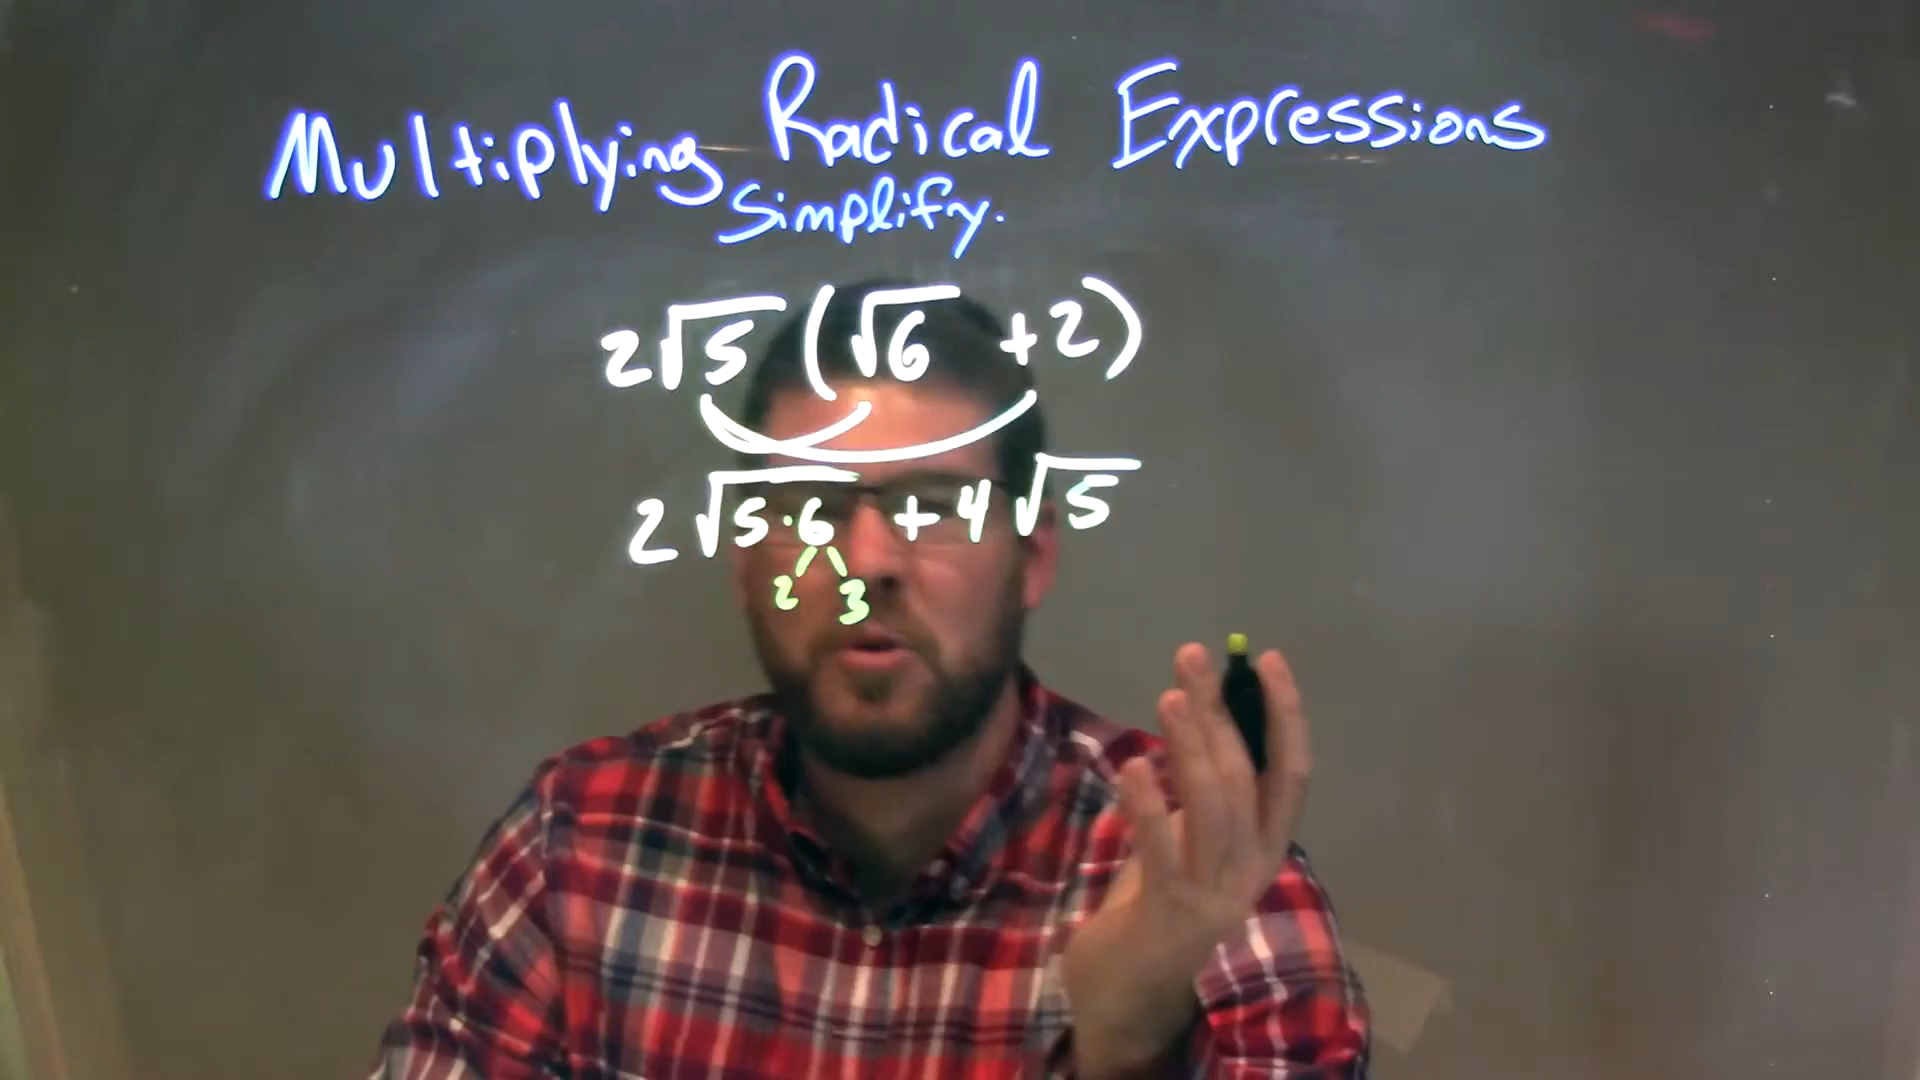 Multiplying Radical Expressions
Simplify.
2√5 (√6 +2)
2√5·6 +4√5
2 3